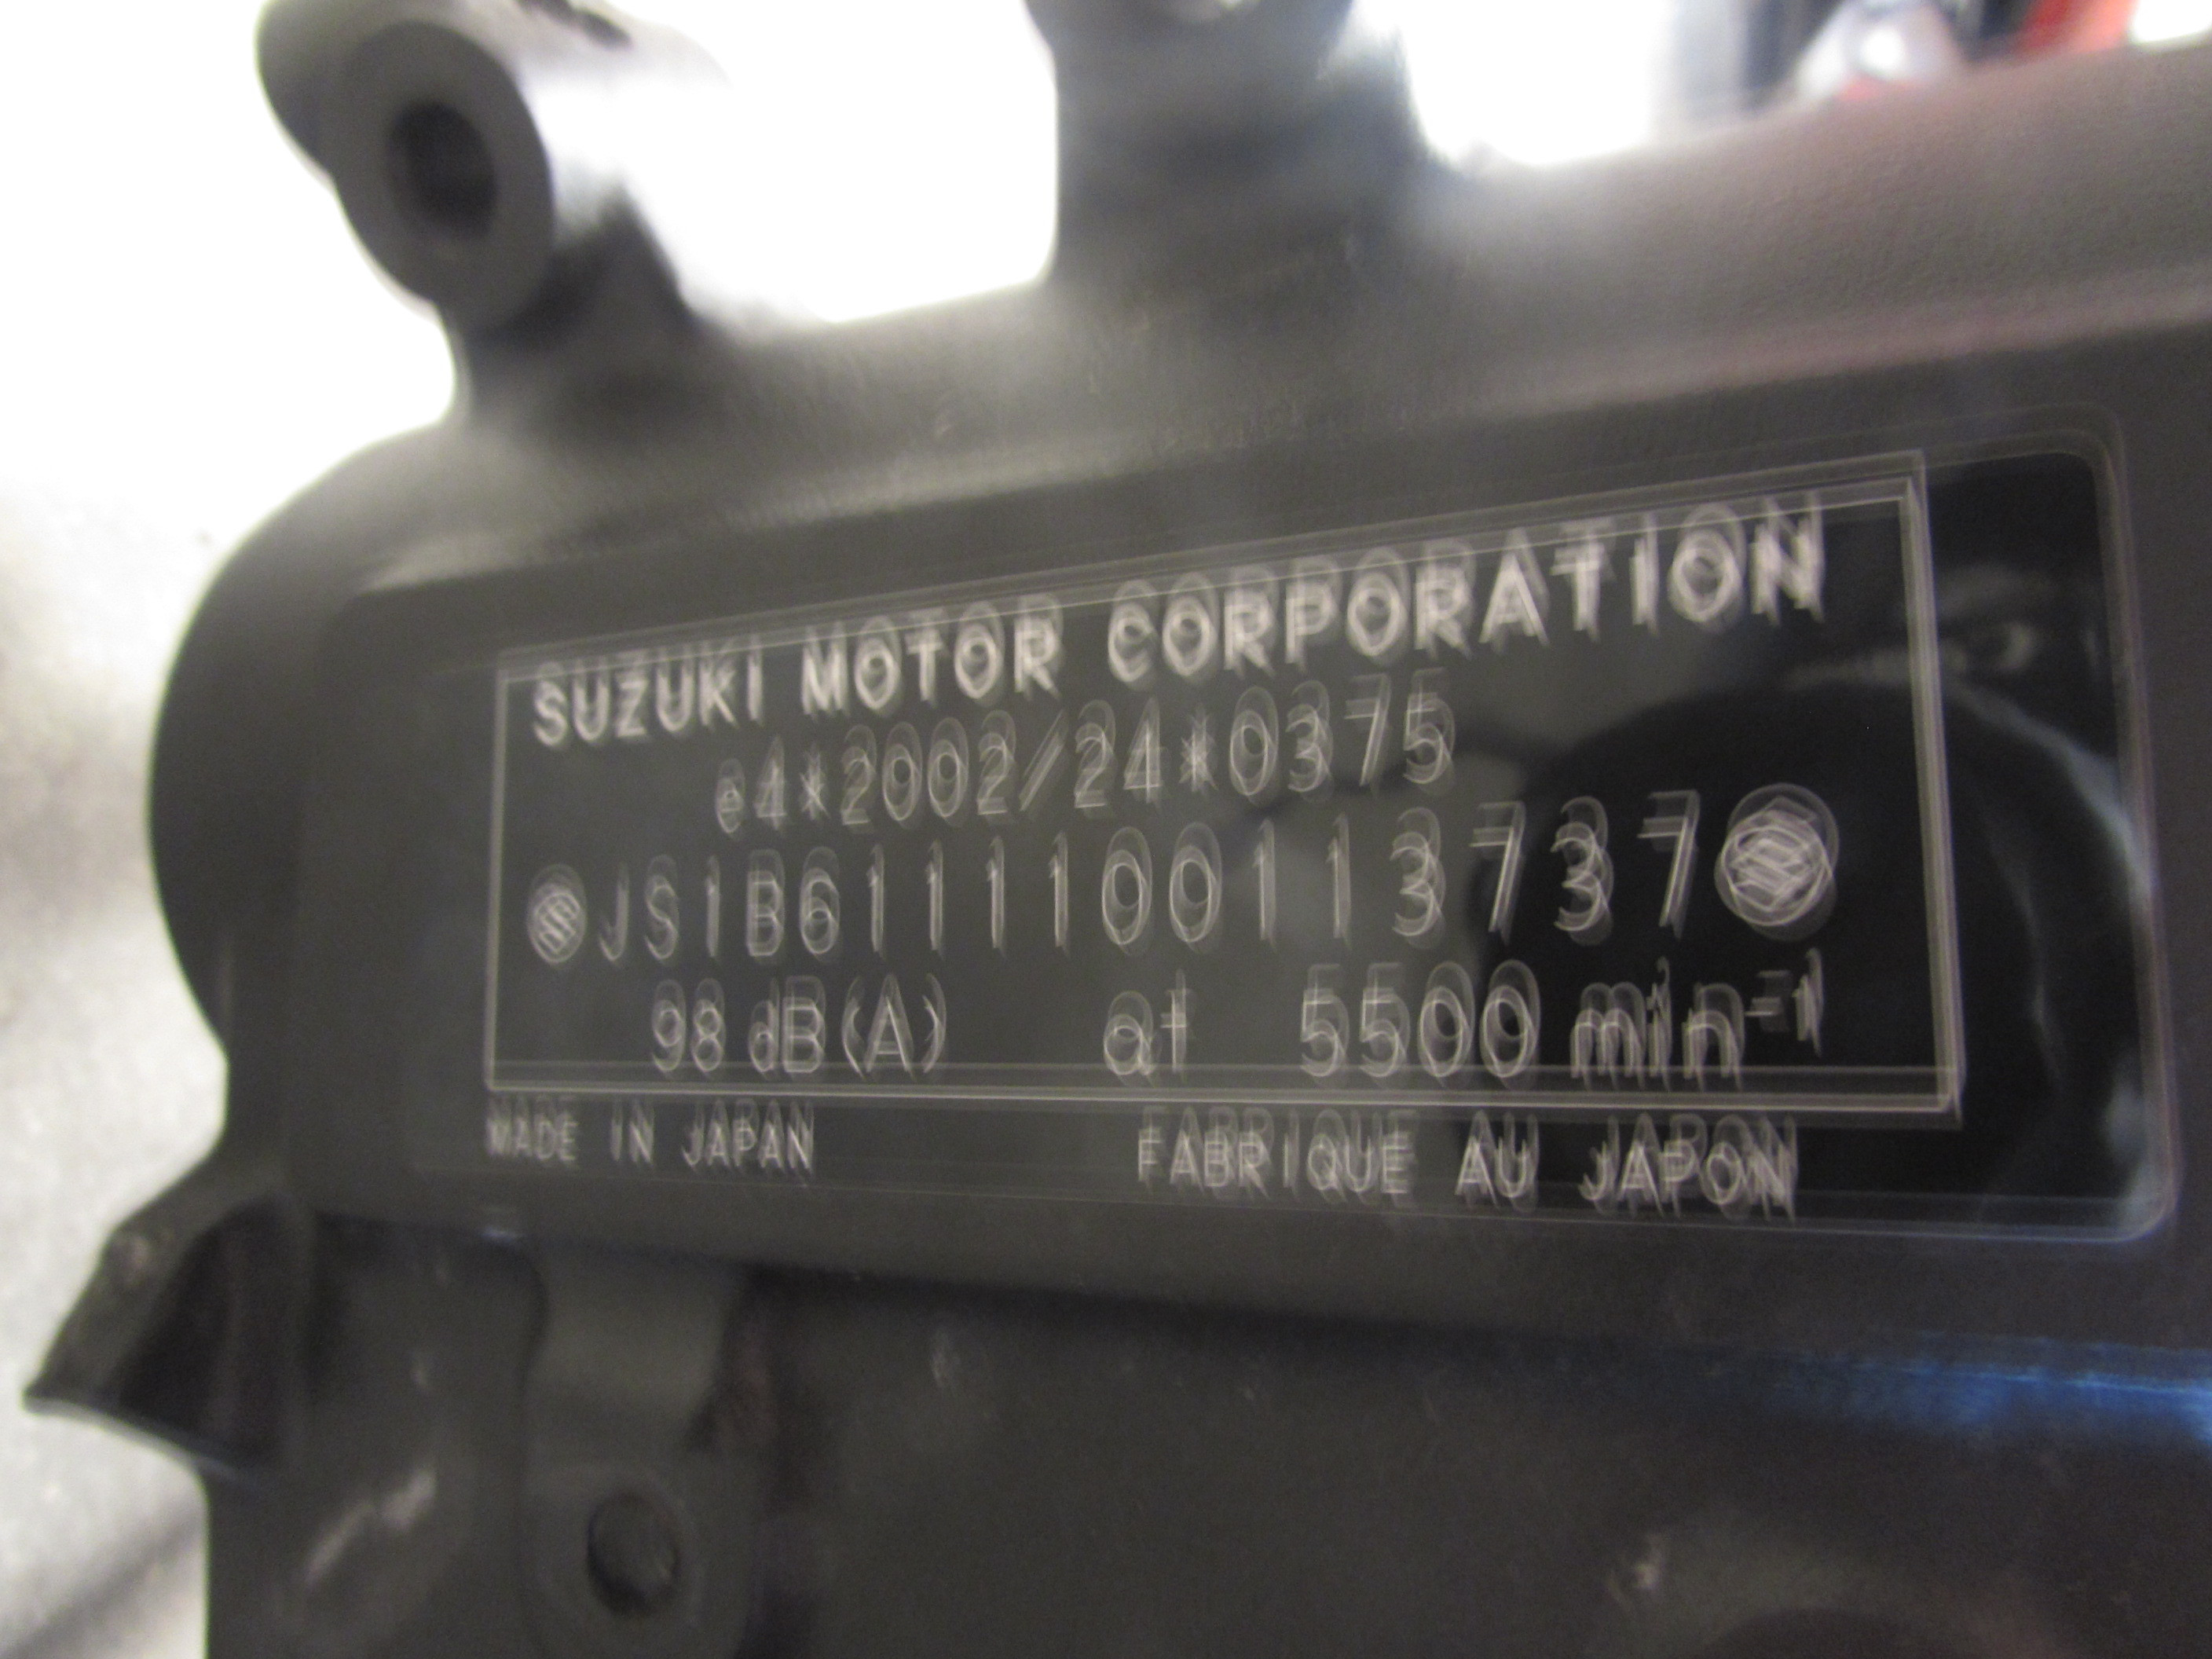 SUZUKI MOTOR CORPORATION
e4*2002/24*0375
JS1B6111100113737
98 dB(A) at 5500 min⁻¹
MADE IN JAPAN FABRIQUE AU JAPON